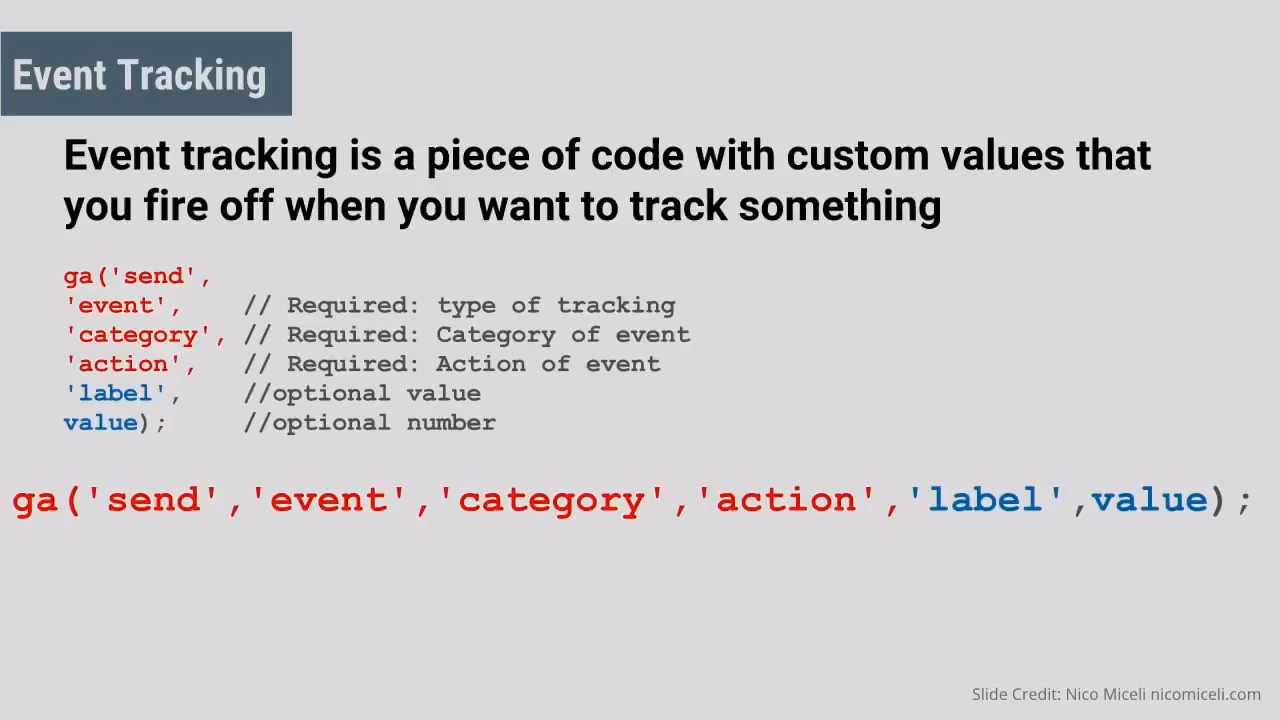 Event Tracking
Event tracking is a piece of code with custom values that
you fire off when you want to track something
ga('send',
'event', // Required: type of tracking
'category', // Required: Category of event
'action', // Required: Action of event
'label', //optional value
value); //optional number
ga('send','event','category','action','label',value);
Slide Credit: Nico Miceli nicomiceli.com